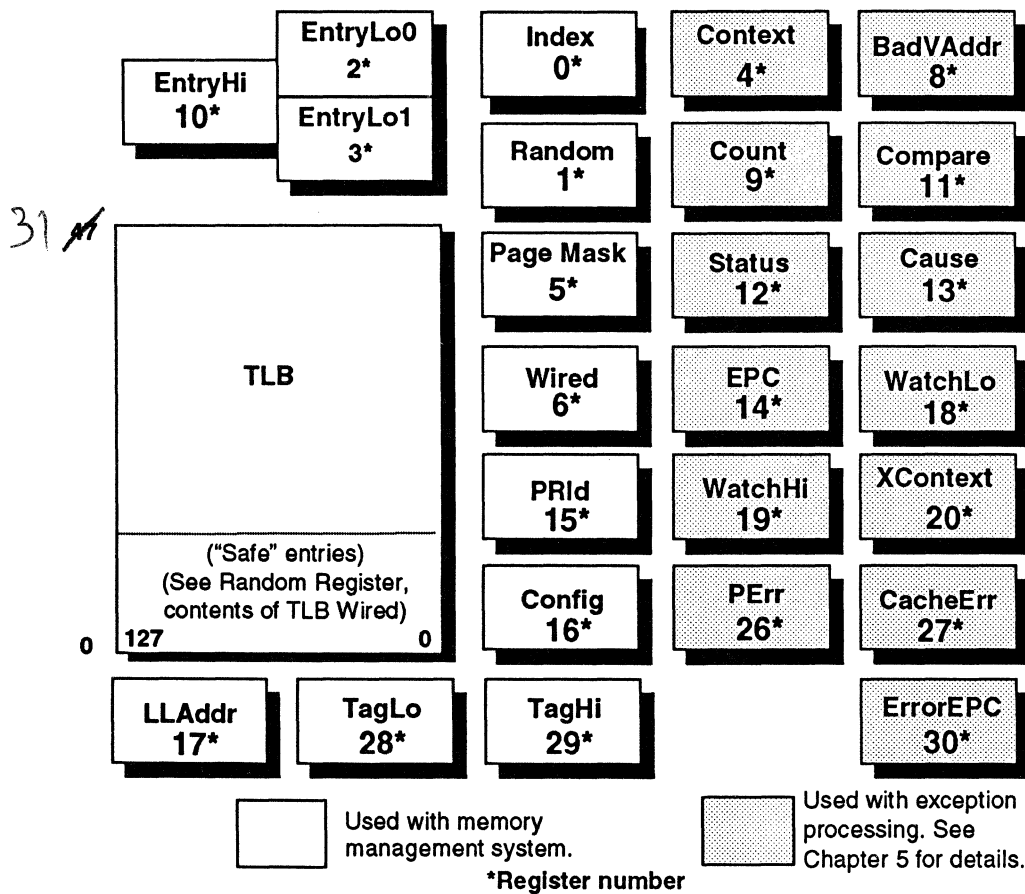 EntryLo0
2*
EntryHi
10*
EntryLo1
3*
Index
0*
Context
4*
BadVAddr
8*
Random
1*
Count
9*
Compare
11*
31
Page Mask
5*
Status
12*
Cause
13*
TLB
Wired
6*
EPC
14*
WatchLo
18*
PRId
15*
WatchHi
19*
XContext
20*
("Safe" entries)
(See Random Register,
contents of TLB Wired)
0
127
0
Config
16*
PErr
26*
CacheErr
27*
LLAddr
17*
TagLo
28*
TagHi
29*
ErrorEPC
30*
Used with memory
management system.
Used with exception
processing. See
Chapter 5 for details.
*Register number